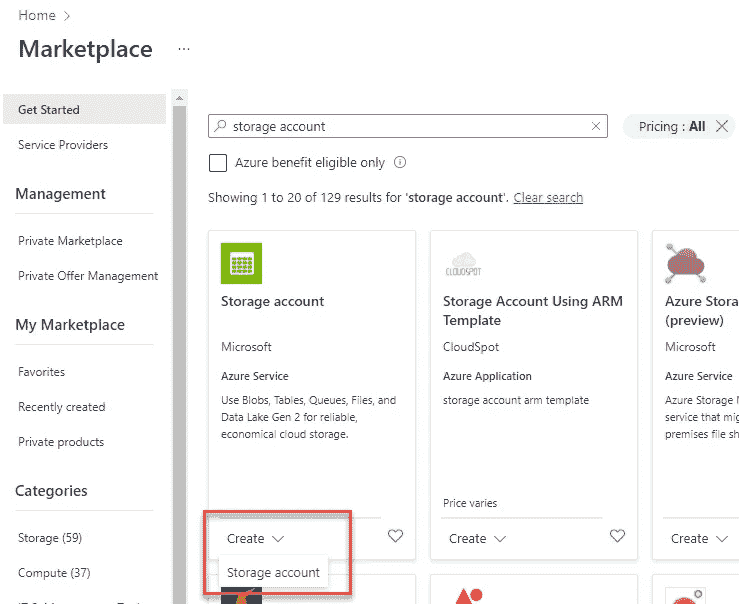 Home >
Marketplace ...
Get Started
Service Providers
Management
Private Marketplace
Private Offer Management
My Marketplace
Favorites
Recently created
Private products
Categories
Storage (59)
Compute (37)
storage account
Pricing : All
Azure benefit eligible only
Showing 1 to 20 of 129 results for 'storage account'. Clear search
Storage account
Microsoft
Azure Service
Use Blobs, Tables, Queues, Files, and
Data Lake Gen 2 for reliable,
economical cloud storage.
Create
Storage account
CLOUDSPOT
Storage Account Using ARM
Template
CloudSpot
Azure Application
storage account arm template
Price varies
Create
Azure Stora
(preview)
Microsoft
Azure Service
Azure Storage
service that mig
premises file sh
Create